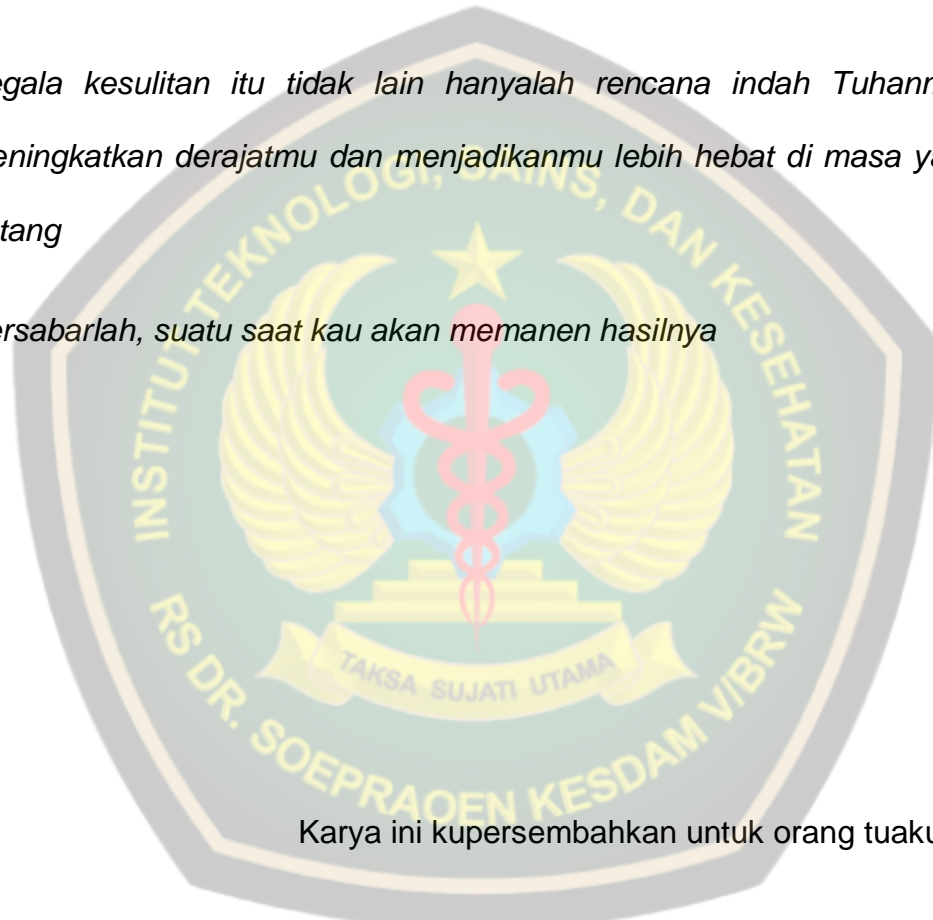 egala kesulitan itu tidak lain hanyalah rencana indah Tuhann
eningkatkan derajatmu dan menjadikanmu lebih hebat di masa ya
tang
ersabarlah, suatu saat kau akan memanen hasilnya
INSTITUT TEKNOLOGI, SAINS, DAN KESEHATAN
TAKSA SUJATI UTAMA
RS DR. SOEPRAOEN KESDAM V/BRW
Karya ini kupersembahkan untuk orang tuaku